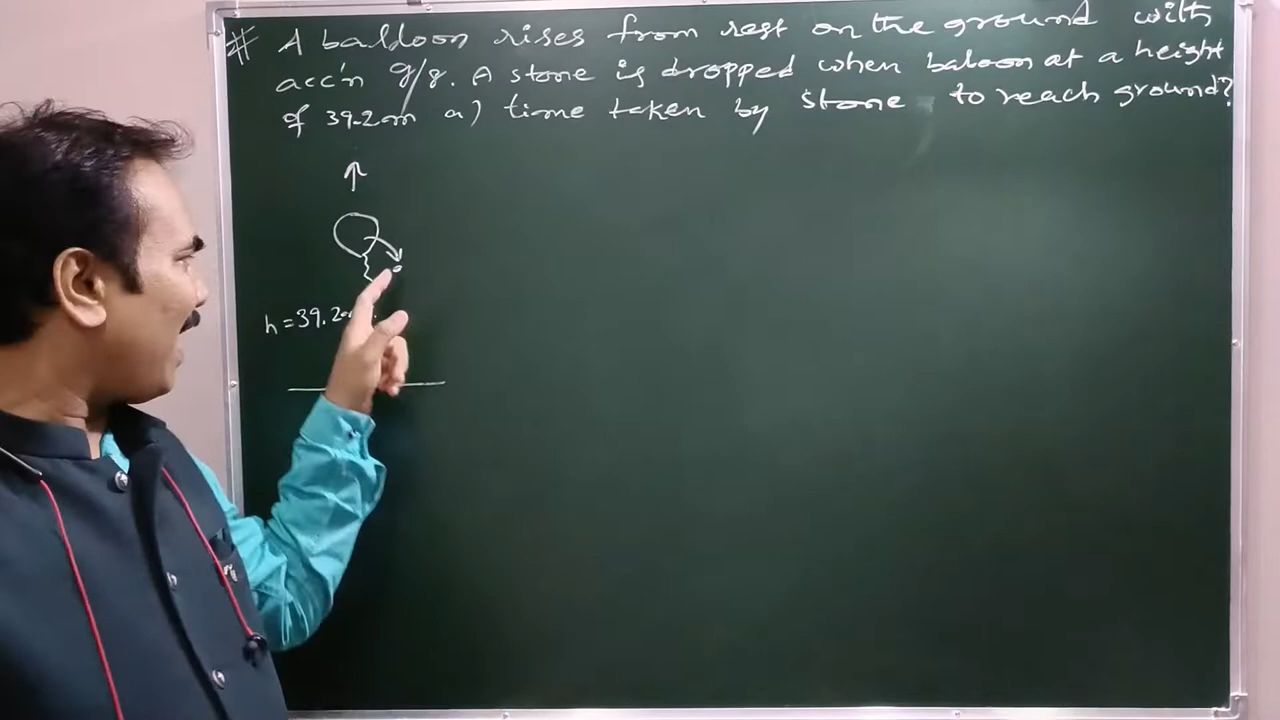 # A balloon rises from rest on the ground with
acc'n g/8. A stone is dropped when baloon at a height
of 39.2m a) time taken by stone to reach ground?
h = 39.2m